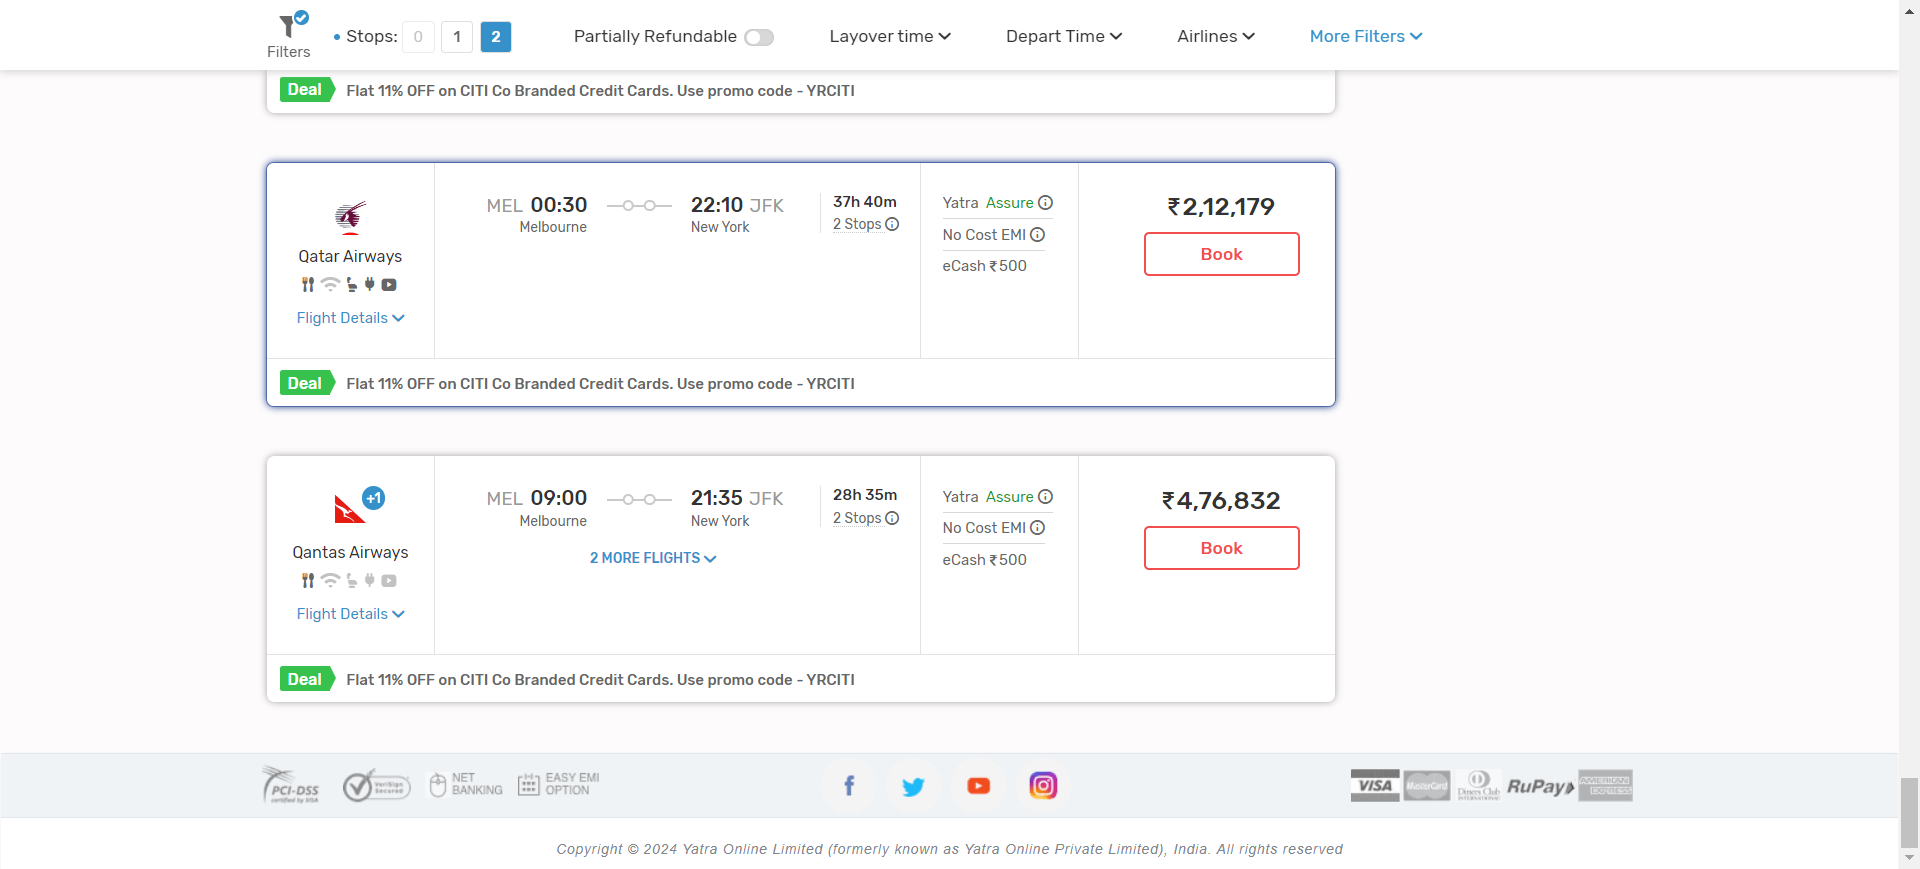 Filters
Stops: 0 1 2
Partially Refundable
Layover time
Depart Time
Airlines
More Filters
Deal Flat 11% OFF on CITI Co Branded Credit Cards. Use promo code - YRCITI
Qatar Airways
Flight Details
MEL 00:30
Melbourne
22:10 JFK
New York
37h 40m
2 Stops
Yatra Assure
No Cost EMI
eCash ₹500
₹2,12,179
Book
Deal Flat 11% OFF on CITI Co Branded Credit Cards. Use promo code - YRCITI
+1
Qantas Airways
Flight Details
MEL 09:00
Melbourne
21:35 JFK
New York
28h 35m
2 Stops
2 MORE FLIGHTS
Yatra Assure
No Cost EMI
eCash ₹500
₹4,76,832
Book
Deal Flat 11% OFF on CITI Co Branded Credit Cards. Use promo code - YRCITI
PCI-DSS
certified by SISA
VeriSign
Secured
NET
BANKING
EASY EMI
OPTION
VISA
MasterCard
Diners Club
INTERNATIONAL
RuPay
AMERICAN
EXPRESS
Copyright © 2024 Yatra Online Limited (formerly known as Yatra Online Private Limited), India. All rights reserved